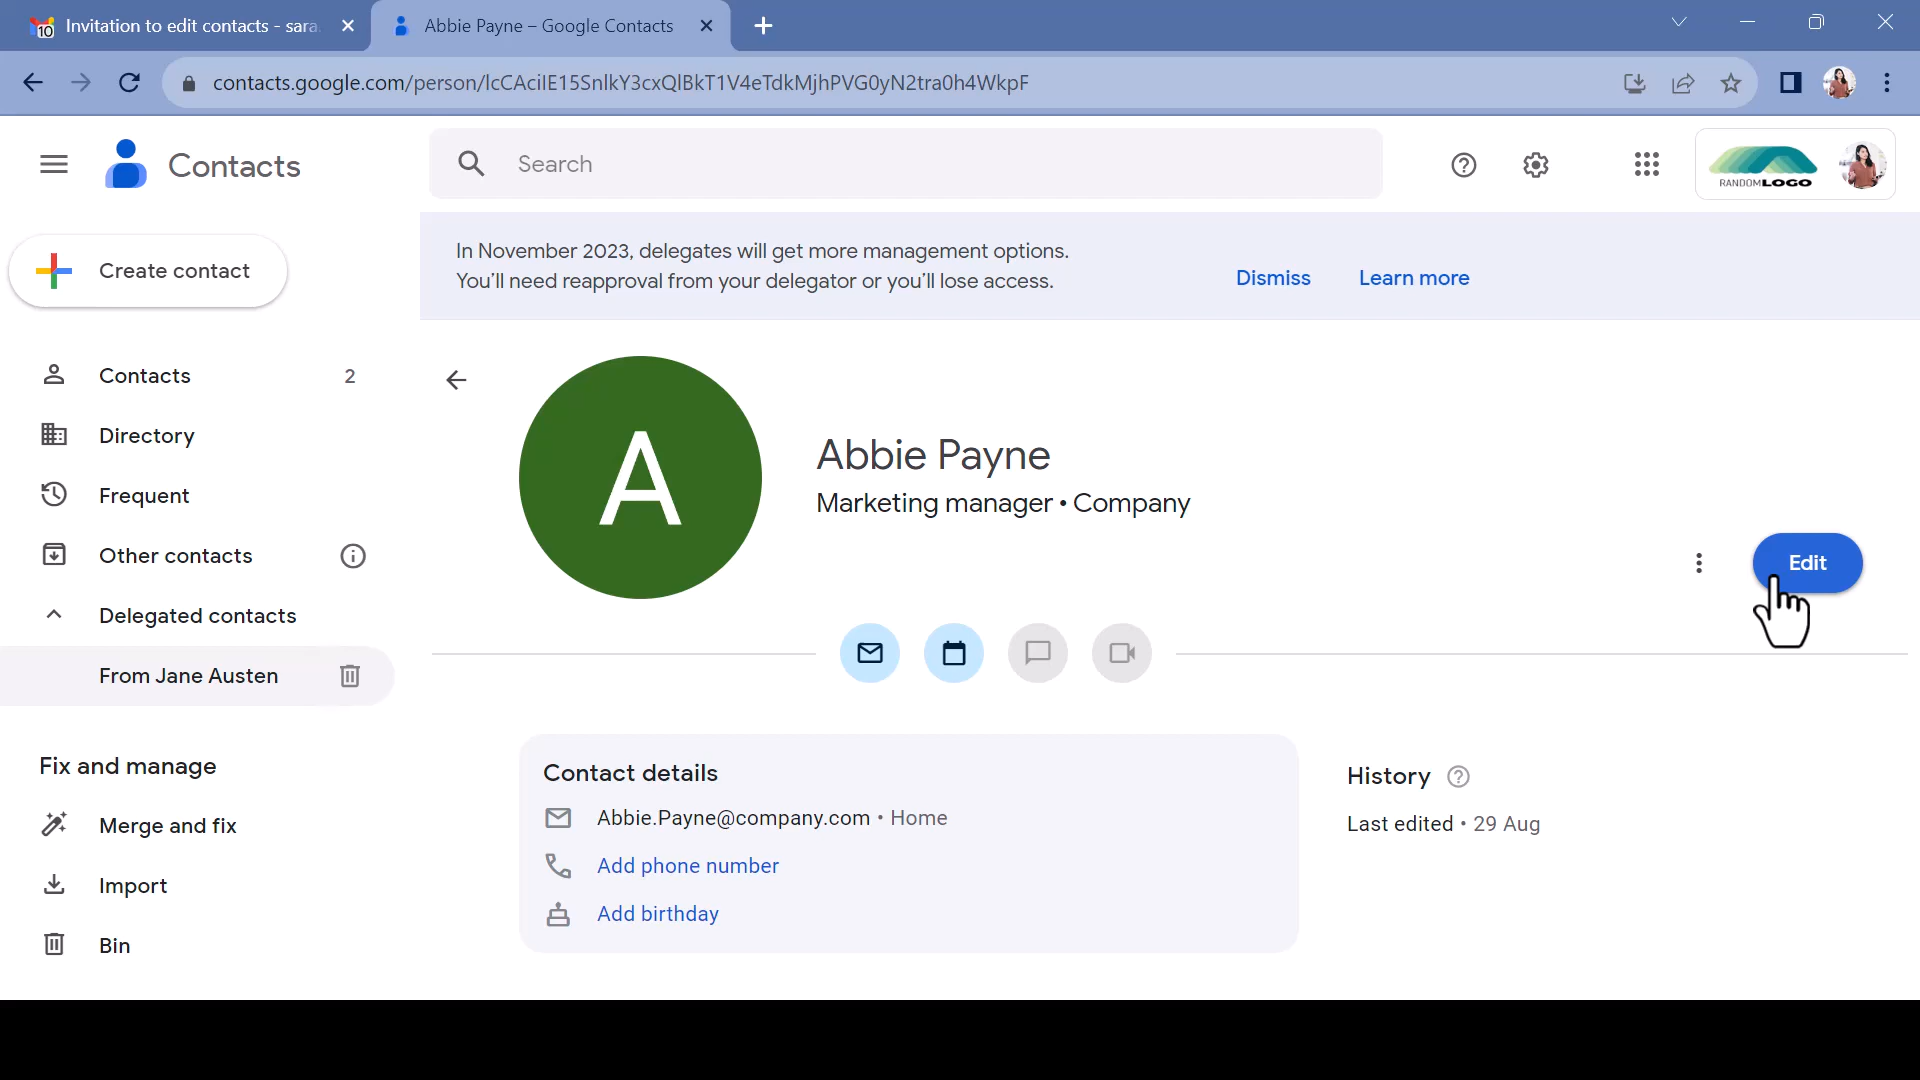 Invitation to edit contacts - sara
Abbie Payne – Google Contacts
contacts.google.com/person/lcCAcilE15SnlkY3cxQlBkT1V4eTdkMjhPVG0yN2tra0h4WkpF
Contacts
Search
RANDOMLOGO
Create contact
In November 2023, delegates will get more management options.
You'll need reapproval from your delegator or you'll lose access.
Dismiss
Learn more
Contacts 2
Directory
Frequent
Other contacts
Delegated contacts
From Jane Austen
Fix and manage
Merge and fix
Import
Bin
A
Abbie Payne
Marketing manager • Company
Edit
Contact details
Abbie.Payne@company.com • Home
Add phone number
Add birthday
History
Last edited • 29 Aug